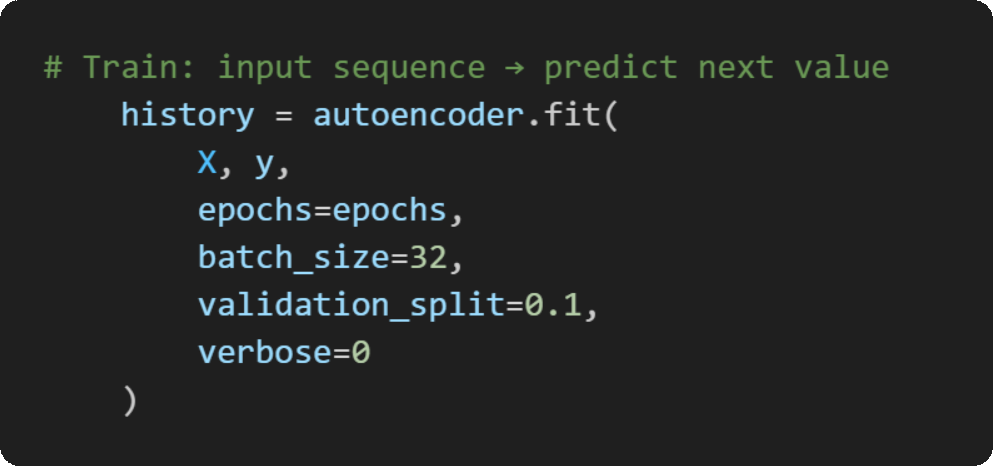 # Train: input sequence → predict next value
    history = autoencoder.fit(
        X, y,
        epochs=epochs,
        batch_size=32,
        validation_split=0.1,
        verbose=0
    )